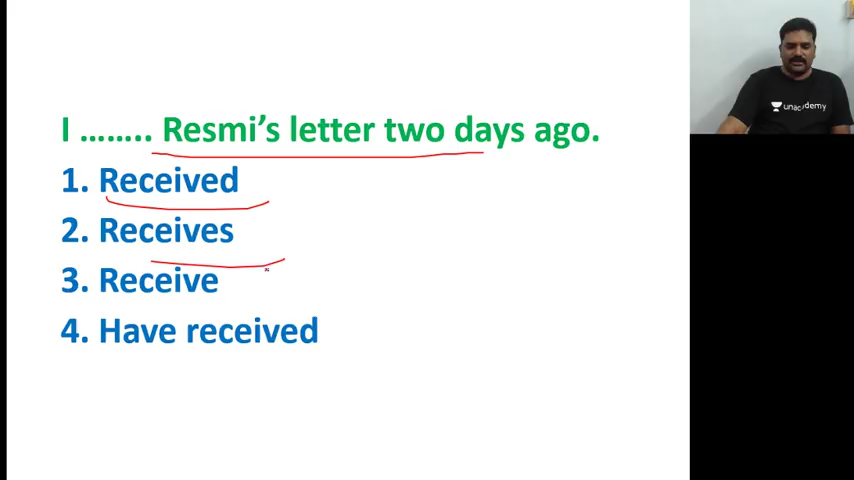 I …….. Resmi’s letter two days ago.
1. Received
2. Receives
3. Receive
4. Have received
unacademy